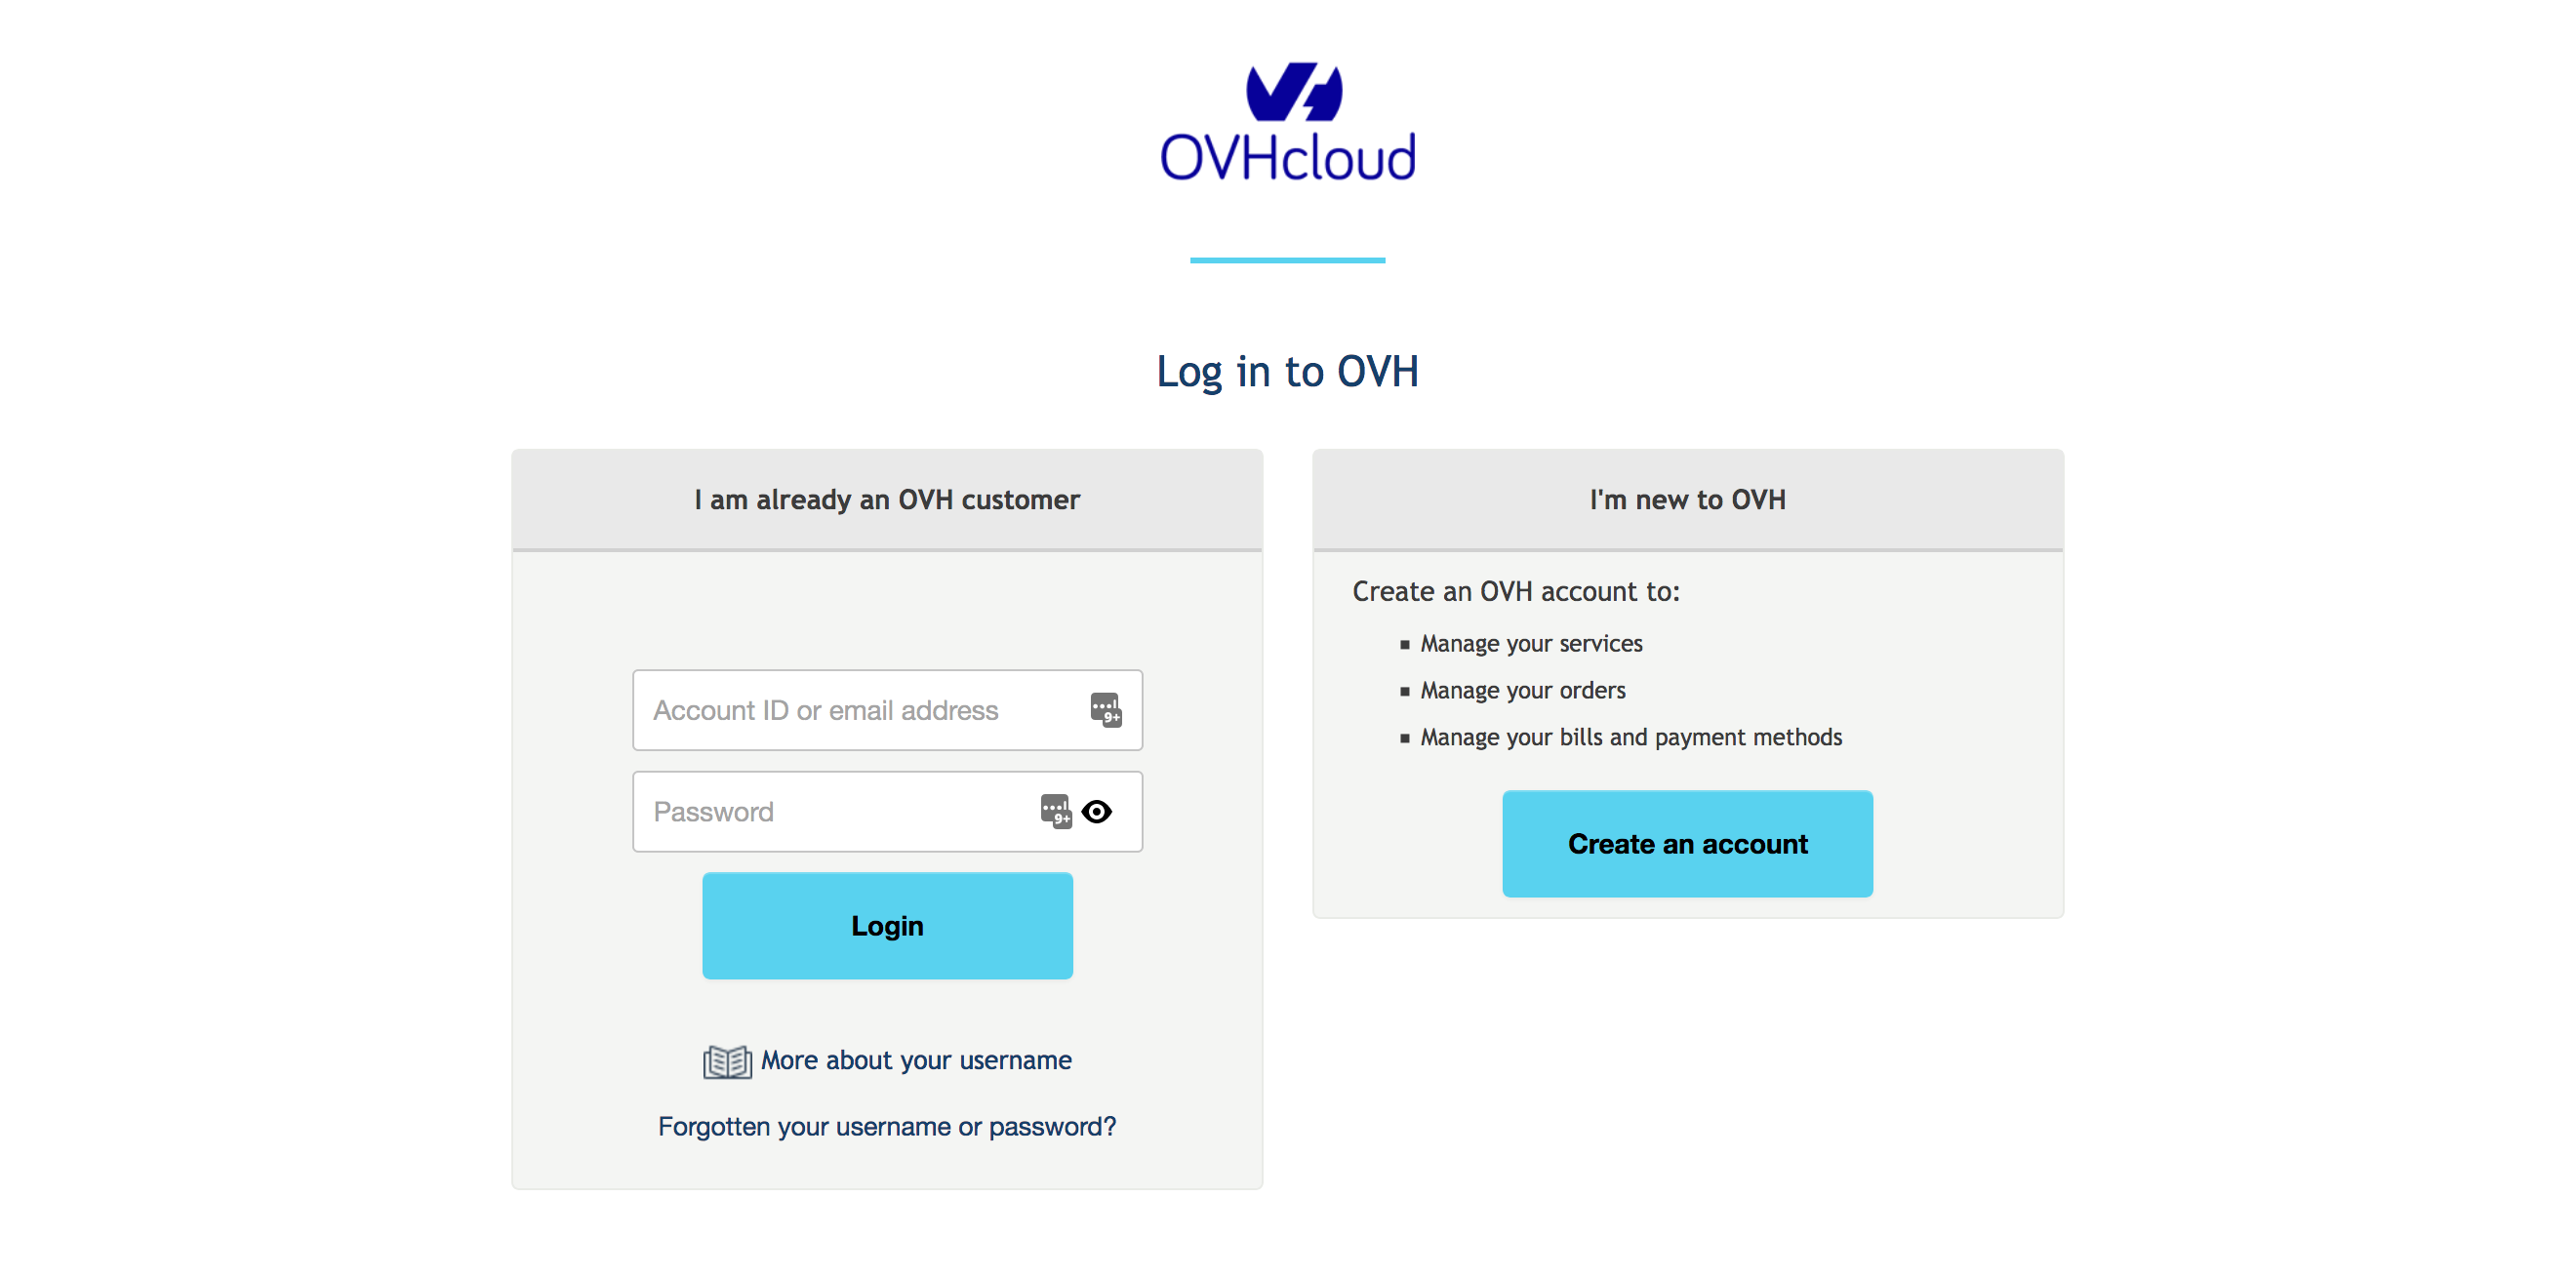 OVHcloud
Log in to OVH
I am already an OVH customer
Account ID or email address
9+
Password
9+
Login
More about your username
Forgotten your username or password?
I'm new to OVH
Create an OVH account to:
Manage your services
Manage your orders
Manage your bills and payment methods
Create an account